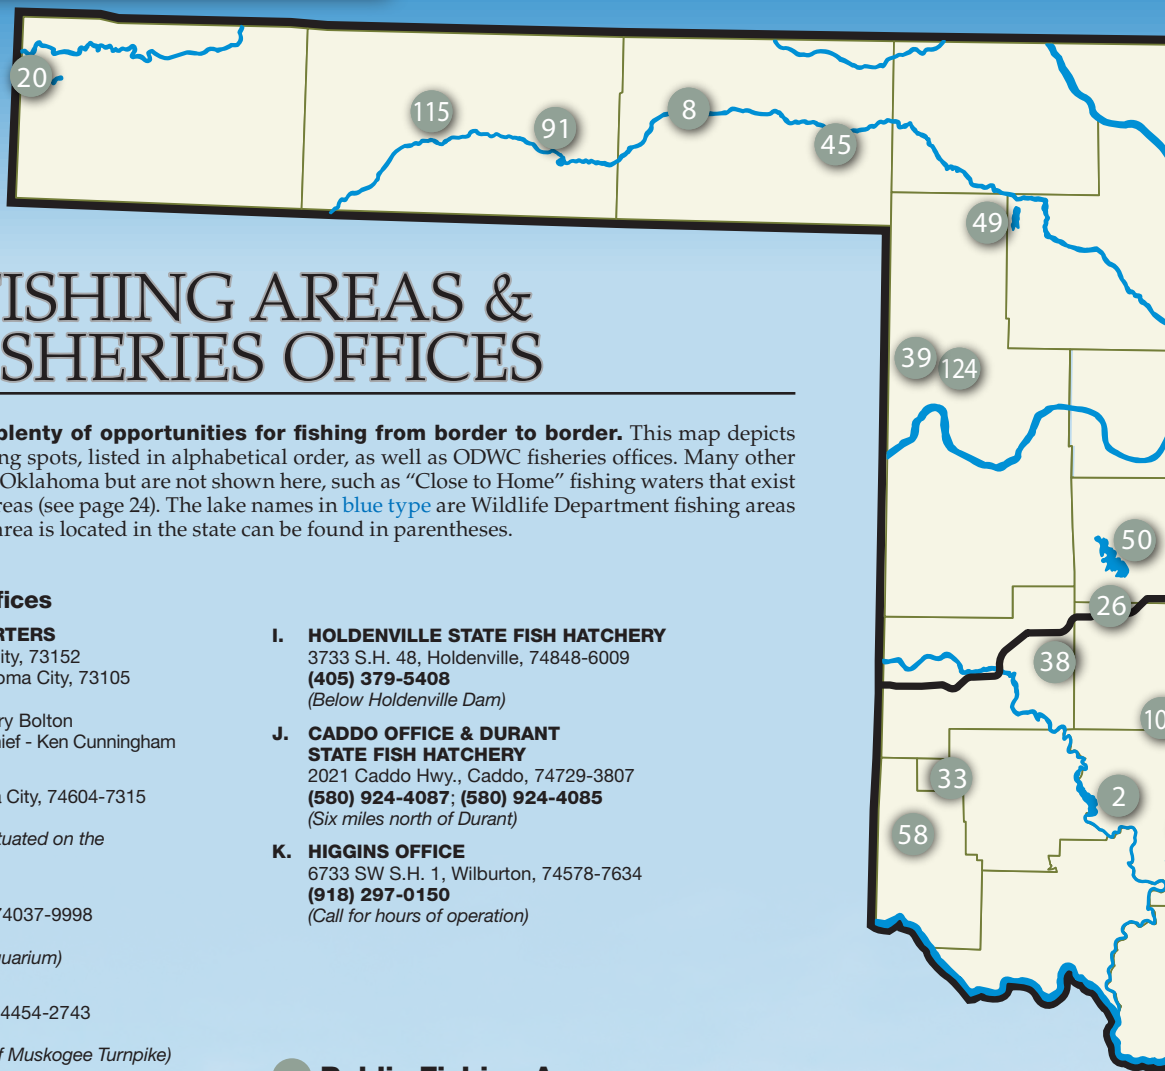 20
115
91
8
45
49
39
124
50
26
38
10
33
2
58
FISHING AREAS &
SHERIES OFFICES
plenty of opportunities for fishing from border to border. This map depicts
ng spots, listed in alphabetical order, as well as ODWC fisheries offices. Many other
Oklahoma but are not shown here, such as “Close to Home” fishing waters that exist
reas (see page 24). The lake names in blue type are Wildlife Department fishing areas
area is located in the state can be found in parentheses.
fices
RTERS
ity, 73152
oma City, 73105
ry Bolton
hief - Ken Cunningham
a City, 74604-7315
tuated on the
74037-9998
uarium)
4454-2743
f Muskogee Turnpike)
I. HOLDENVILLE STATE FISH HATCHERY
3733 S.H. 48, Holdenville, 74848-6009
(405) 379-5408
(Below Holdenville Dam)
J. CADDO OFFICE & DURANT
STATE FISH HATCHERY
2021 Caddo Hwy., Caddo, 74729-3807
(580) 924-4087; (580) 924-4085
(Six miles north of Durant)
K. HIGGINS OFFICE
6733 SW S.H. 1, Wilburton, 74578-7634
(918) 297-0150
(Call for hours of operation)